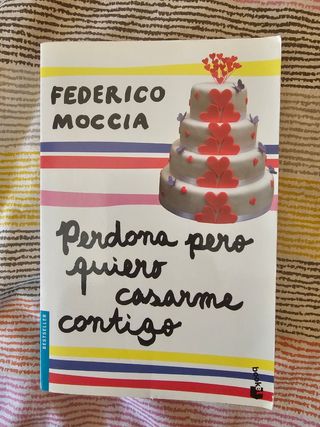 FEDERICO
MOCCIA
Perdona pero
quiero
casarme
contigo
BESTSELLER
booket